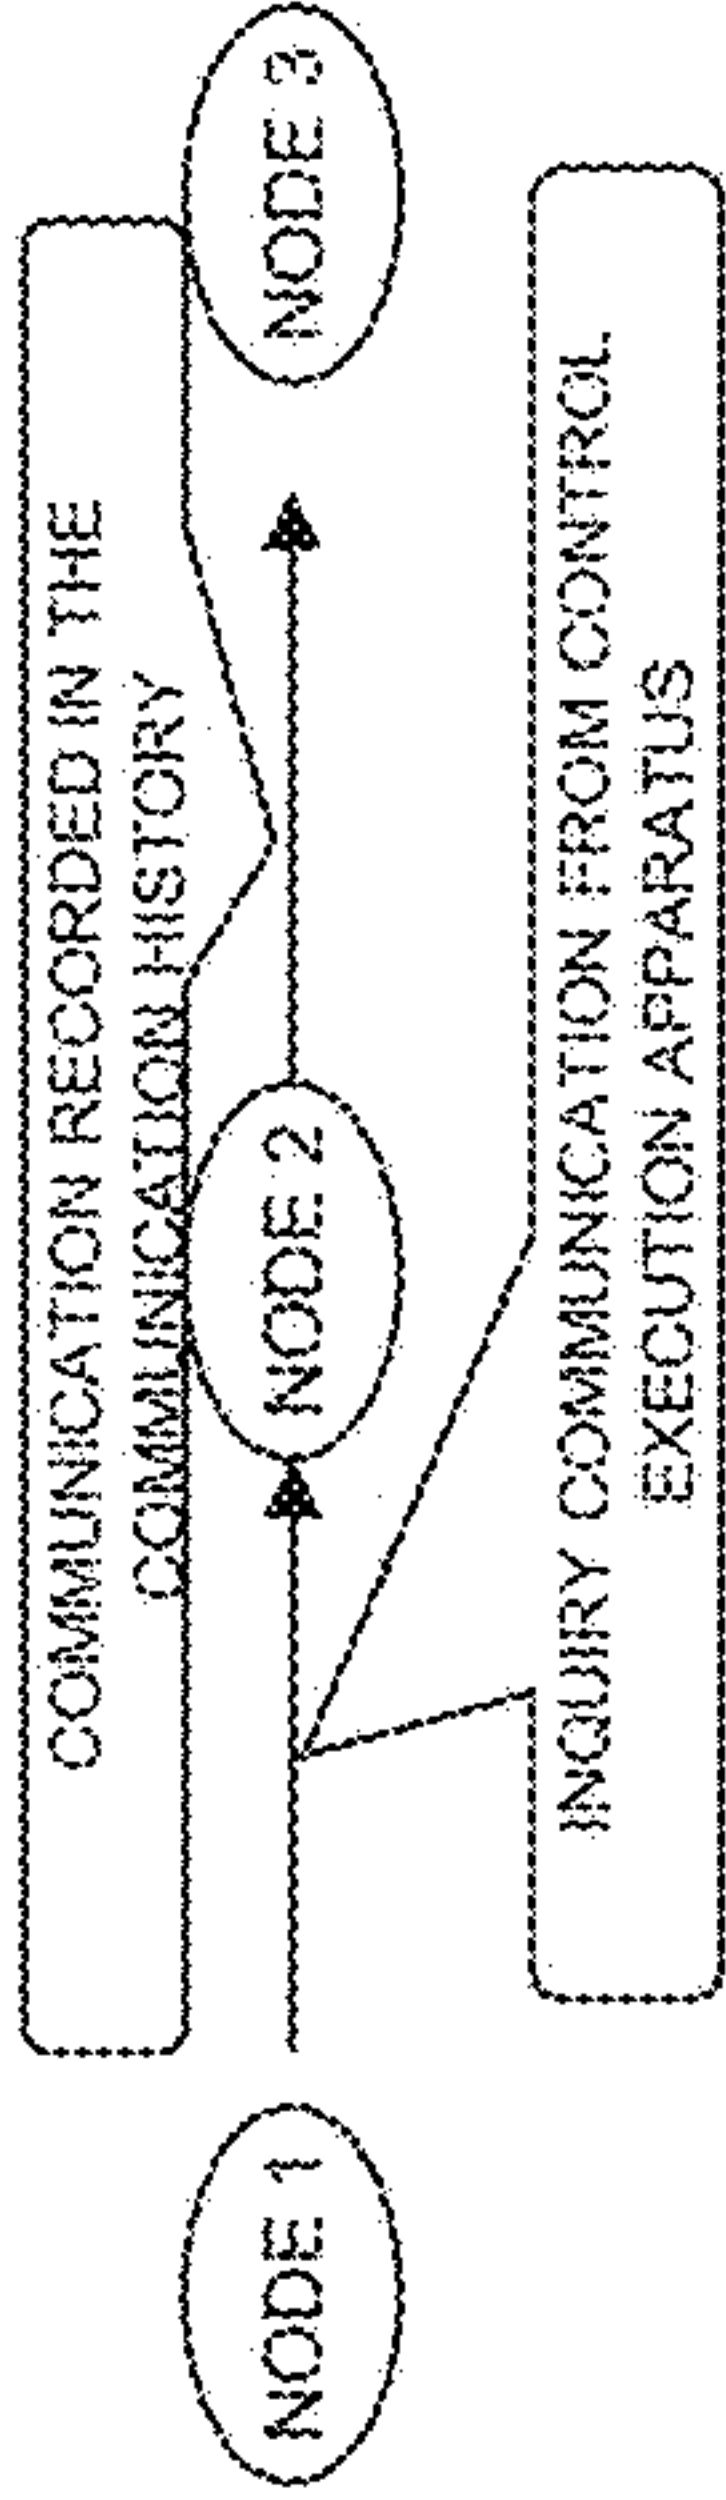 COMMUNICATION RECORDED IN THE
COMMUNICATION HISTORY
NODE 1
NODE 2
NODE 3
INQUIRY COMMUNICATION FROM CONTROL
EXECUTION APPARATUS